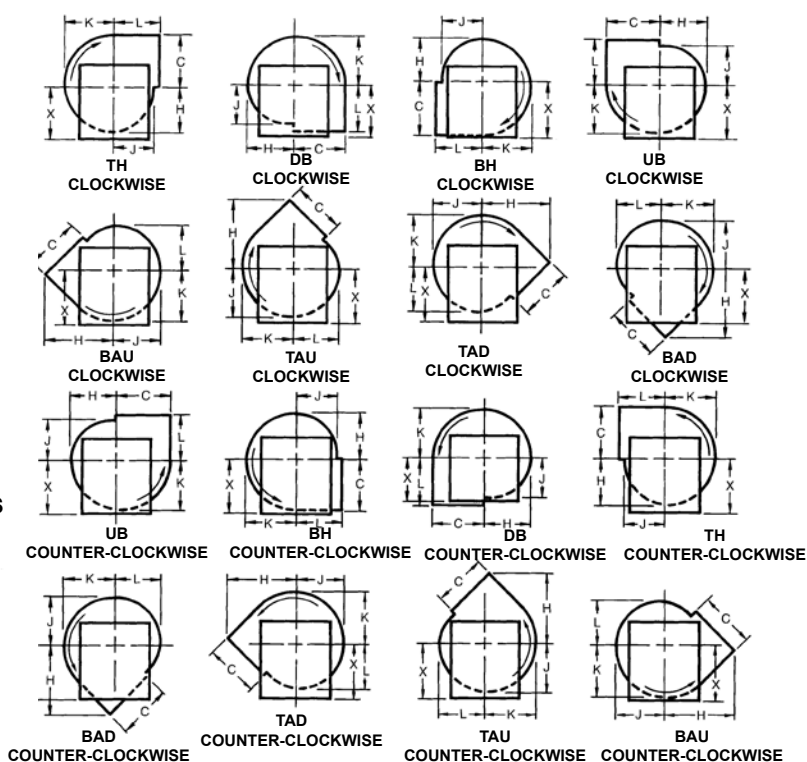 K L
C
X H
J
TH
CLOCKWISE
K
J L X
H C
DB
CLOCKWISE
J
H
C X
L K
BH
CLOCKWISE
C H
L J
K X
UB
CLOCKWISE
C
L
X K
H J
BAU
CLOCKWISE
C
H
J X
K L
TAU
CLOCKWISE
J H
K
L X C
TAD
CLOCKWISE
L K
J
X
H
C
BAD
CLOCKWISE
H C
J L
X K
UB
COUNTER-CLOCKWISE
J
H
X C
K L
BH
COUNTER-CLOCKWISE
K
X J
L
C H
DB
COUNTER-CLOCKWISE
L K
C
H X
J
TH
COUNTER-CLOCKWISE
S
K L
J
H
C
BAD
COUNTER-CLOCKWISE
H J
K
C X L
TAD
COUNTER-CLOCKWISE
C
H
X J
L K
TAU
COUNTER-CLOCKWISE
C
L
K X
J H
BAU
COUNTER-CLOCKWISE